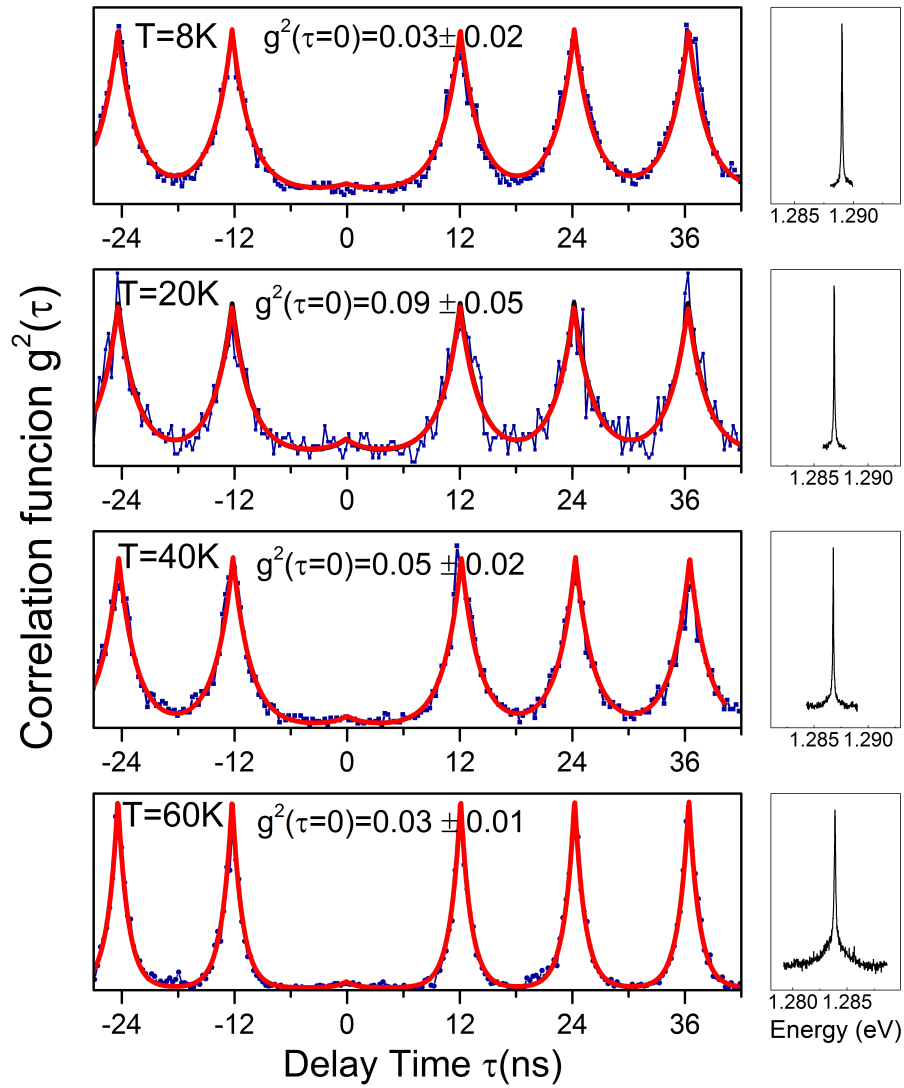 Correlation funcion g²(τ)
T=8K g²(τ=0)=0.03±0.02
-24 -12 0 12 24 36
1.285 1.290
T=20K g²(τ=0)=0.09 ±0.05
-24 -12 0 12 24 36
1.285 1.290
T=40K g²(τ=0)=0.05 ±0.02
-24 -12 0 12 24 36
1.285 1.290
T=60K g²(τ=0)=0.03 ±0.01
-24 -12 0 12 24 36
1.280 1.285
Delay Time τ(ns)
Energy (eV)